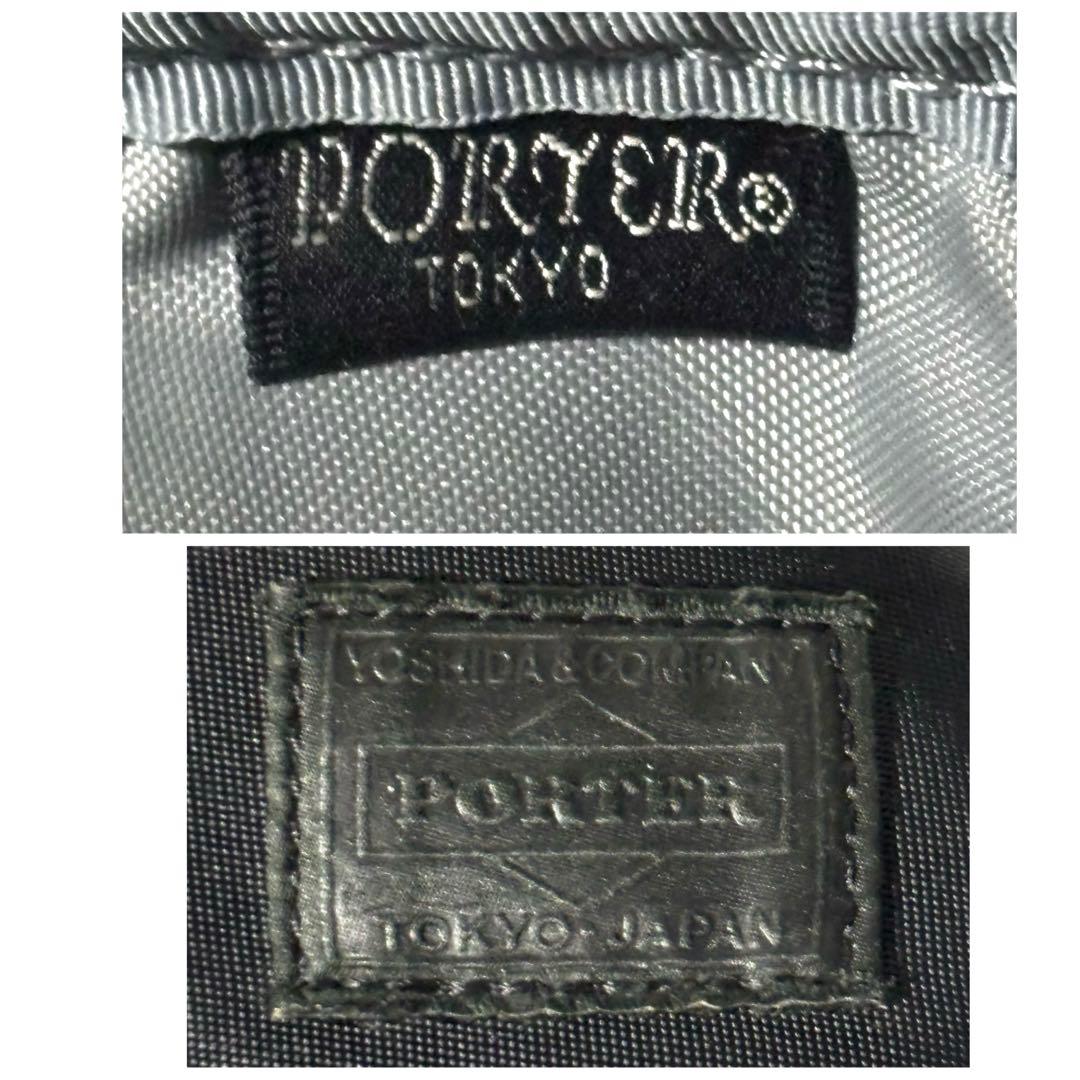 PORTER®
TOKYO
YOSHIDA & COMPANY
PORTER
TOKYO·JAPAN